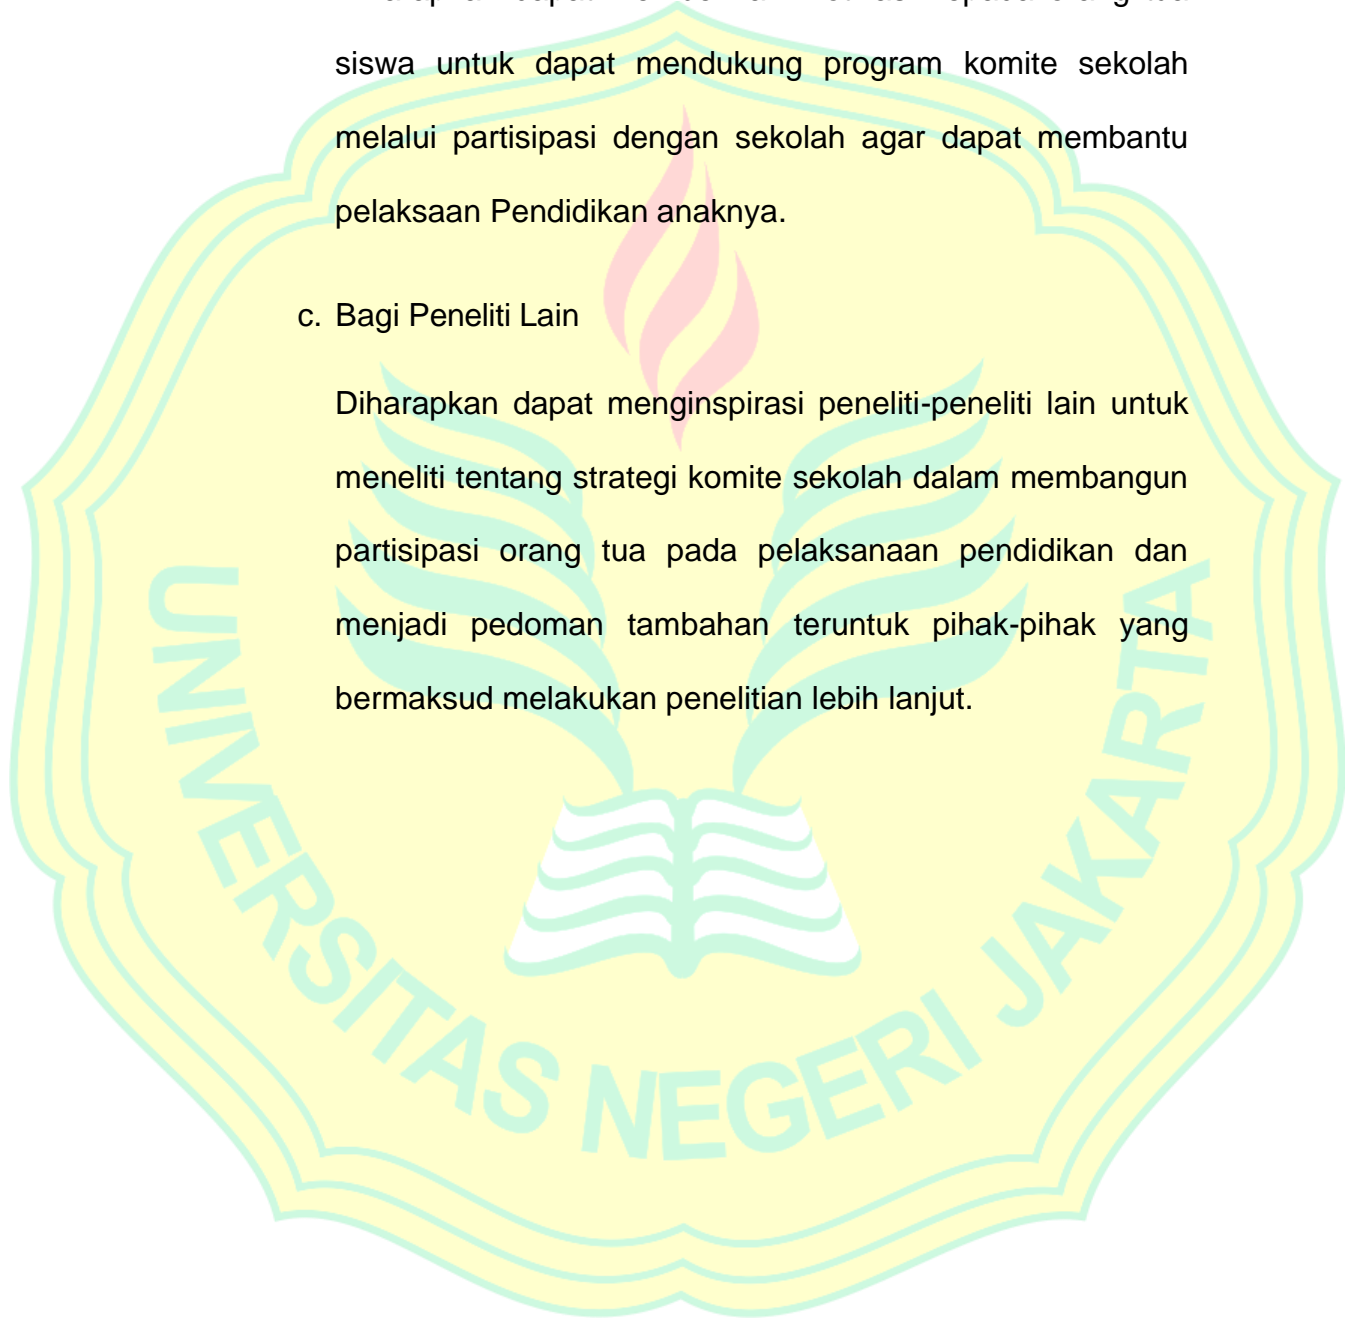 siswa untuk dapat mendukung program komite sekolah
melalui partisipasi dengan sekolah agar dapat membantu
pelaksaan Pendidikan anaknya.
c. Bagi Peneliti Lain
Diharapkan dapat menginspirasi peneliti-peneliti lain untuk
meneliti tentang strategi komite sekolah dalam membangun
partisipasi orang tua pada pelaksanaan pendidikan dan
menjadi pedoman tambahan teruntuk pihak-pihak yang
bermaksud melakukan penelitian lebih lanjut.
UNIVERSITAS NEGERI JAKARTA